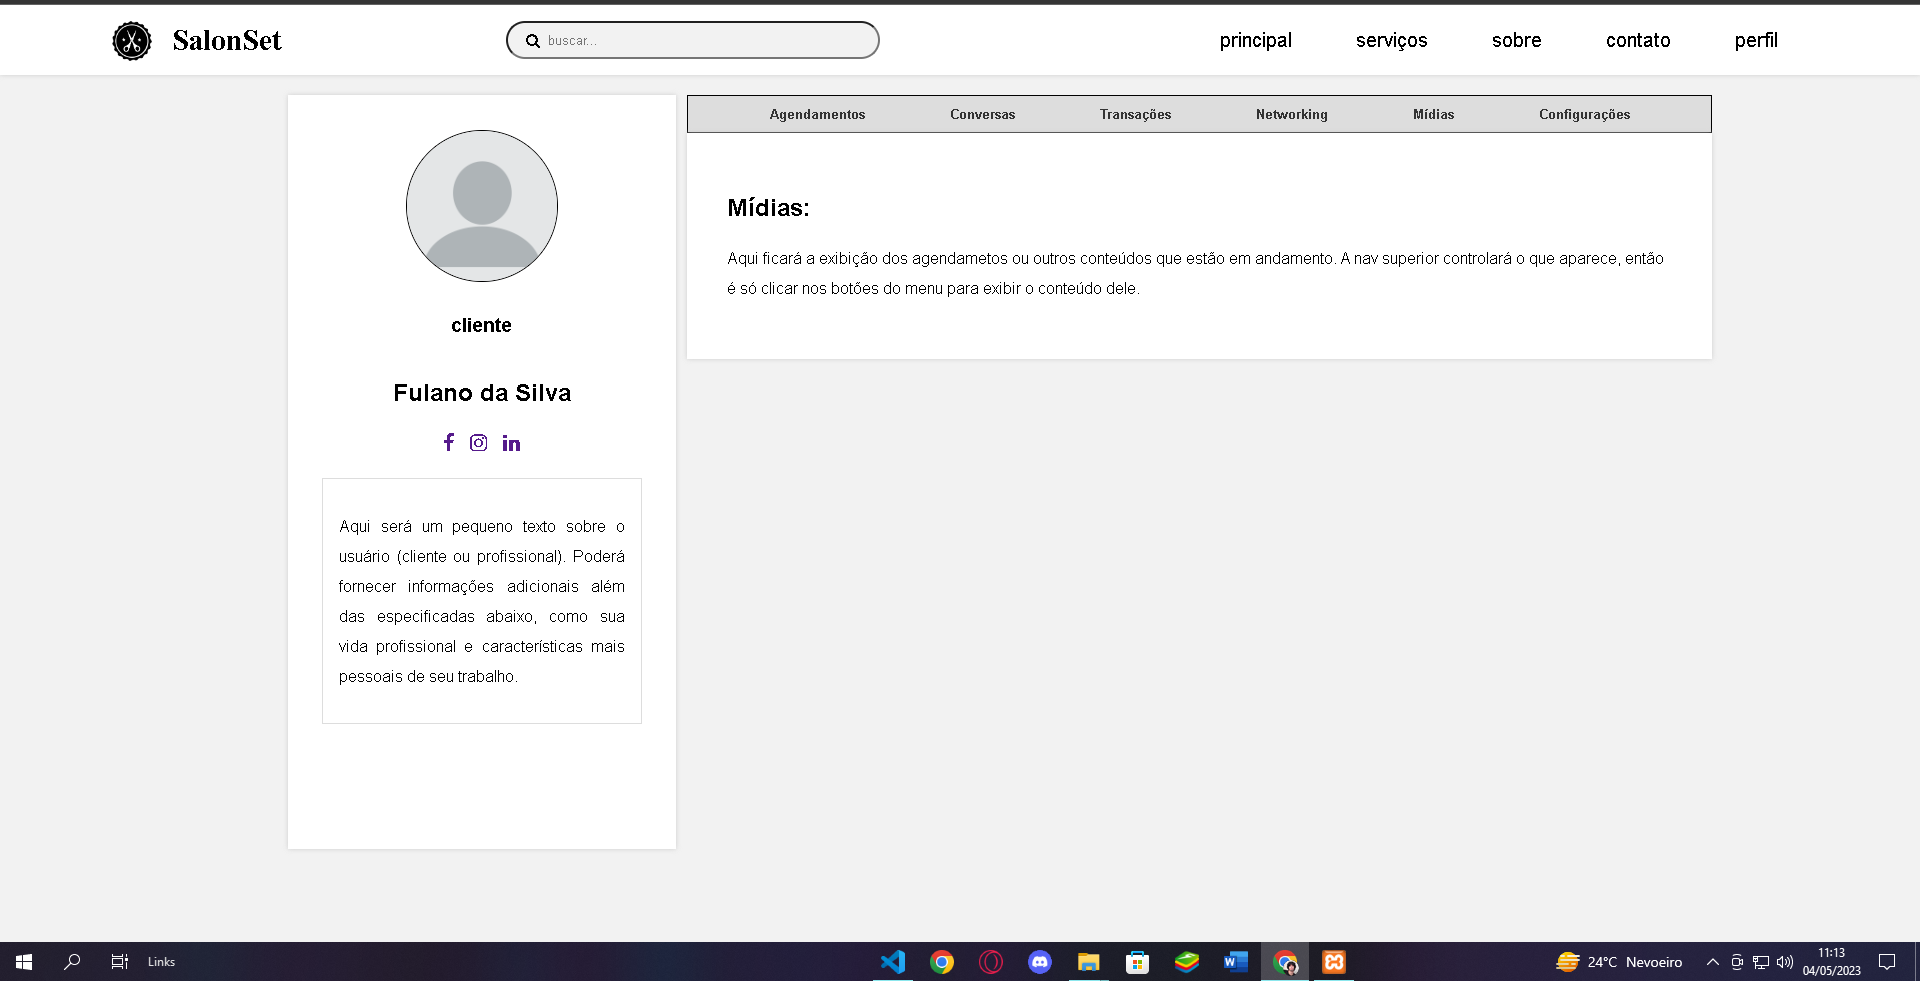 SalonSet
buscar...
principal serviços sobre contato perfil
Agendamentos Conversas Transações Networking Mídias Configurações
cliente
Fulano da Silva
Aqui será um pequeno texto sobre o
usuário (cliente ou profissional). Poderá
fornecer informações adicionais além
das especificadas abaixo, como sua
vida profissional e características mais
pessoais de seu trabalho.
Mídias:
Aqui ficará a exibição dos agendametos ou outros conteúdos que estão em andamento. A nav superior controlará o que aparece, então
é só clicar nos botões do menu para exibir o conteúdo dele.
Links
24°C Nevoeiro
11:13
04/05/2023